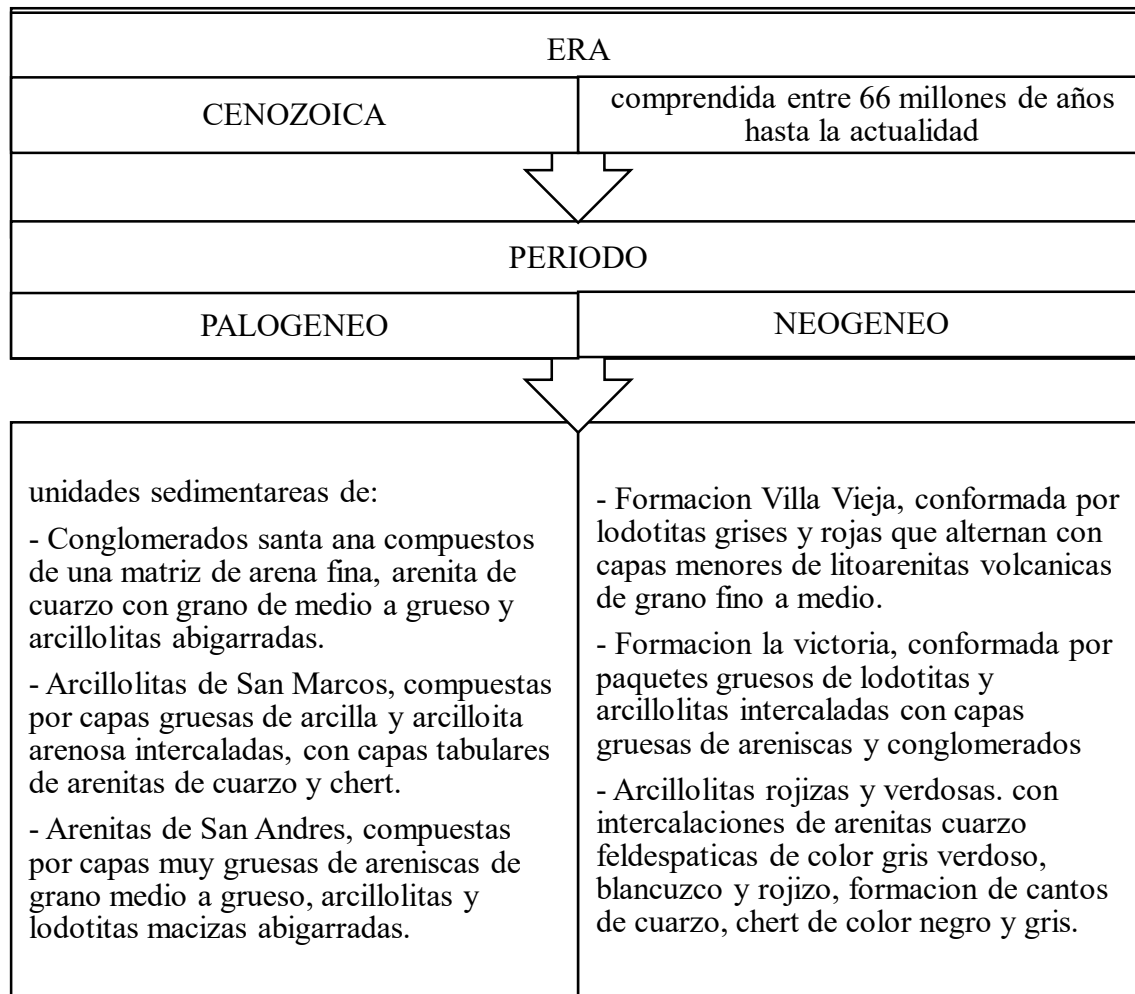 ERA
CENOZOICA
comprendida entre 66 millones de años
hasta la actualidad
PERIODO
PALOGENEO
NEOGENEO
unidades sedimentareas de:
- Conglomerados santa ana compuestos
de una matriz de arena fina, arenita de
cuarzo con grano de medio a grueso y
arcillolitas abigarradas.
- Arcillolitas de San Marcos, compuestas
por capas gruesas de arcilla y arcilloita
arenosa intercaladas, con capas tabulares
de arenitas de cuarzo y chert.
- Arenitas de San Andres, compuestas
por capas muy gruesas de areniscas de
grano medio a grueso, arcillolitas y
lodotitas macizas abigarradas.
- Formacion Villa Vieja, conformada por
lodotitas grises y rojas que alternan con
capas menores de litoarenitas volcanicas
de grano fino a medio.
- Formacion la victoria, conformada por
paquetes gruesos de lodotitas y
arcillolitas intercaladas con capas
gruesas de areniscas y conglomerados
- Arcillolitas rojizas y verdosas. con
intercalaciones de arenitas cuarzo
feldespaticas de color gris verdoso,
blancuzco y rojizo, formacion de cantos
de cuarzo, chert de color negro y gris.